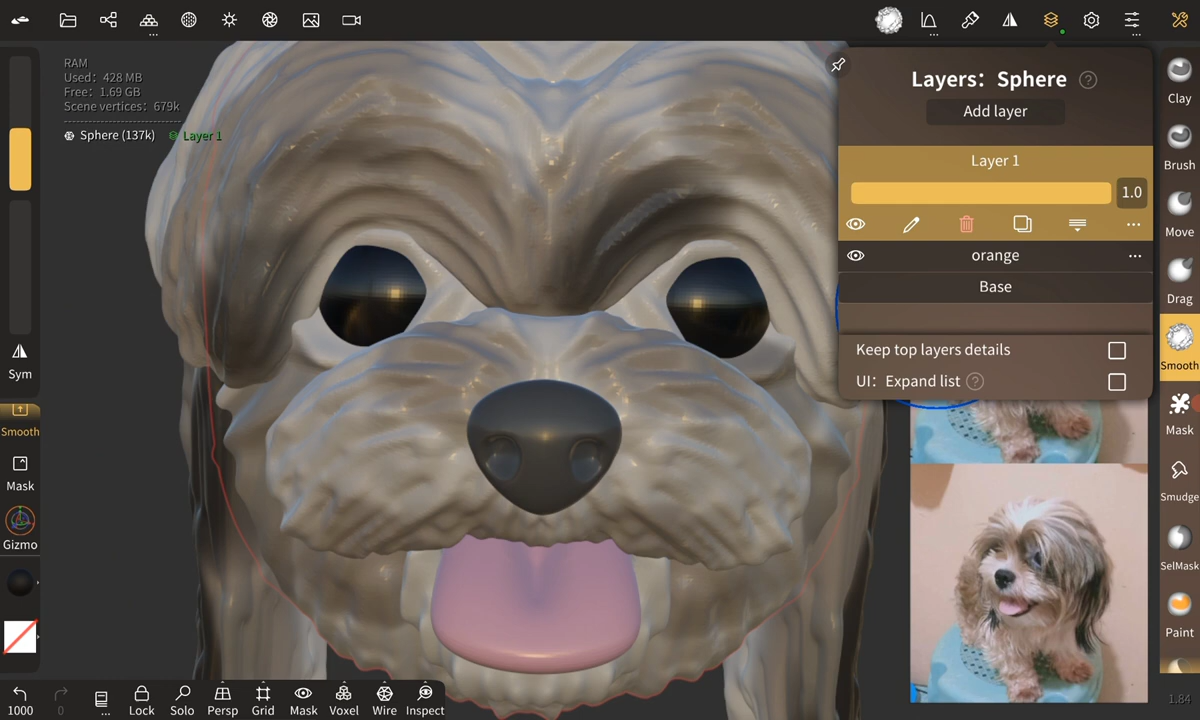 RAM
Used: 428 MB
Free: 1.69 GB
Scene vertices: 679k
Sphere (137k) Layer 1
Sym
Smooth
Mask
Gizmo
Layers: Sphere
Add layer
Layer 1
1.0
orange
Base
Keep top layers details
UI: Expand list
Clay
Brush
Move
Drag
Smooth
Mask
Smudge
SelMask
Paint
1000
0
Lock
Solo
Persp
Grid
Mask
Voxel
Wire
Inspect
1.84